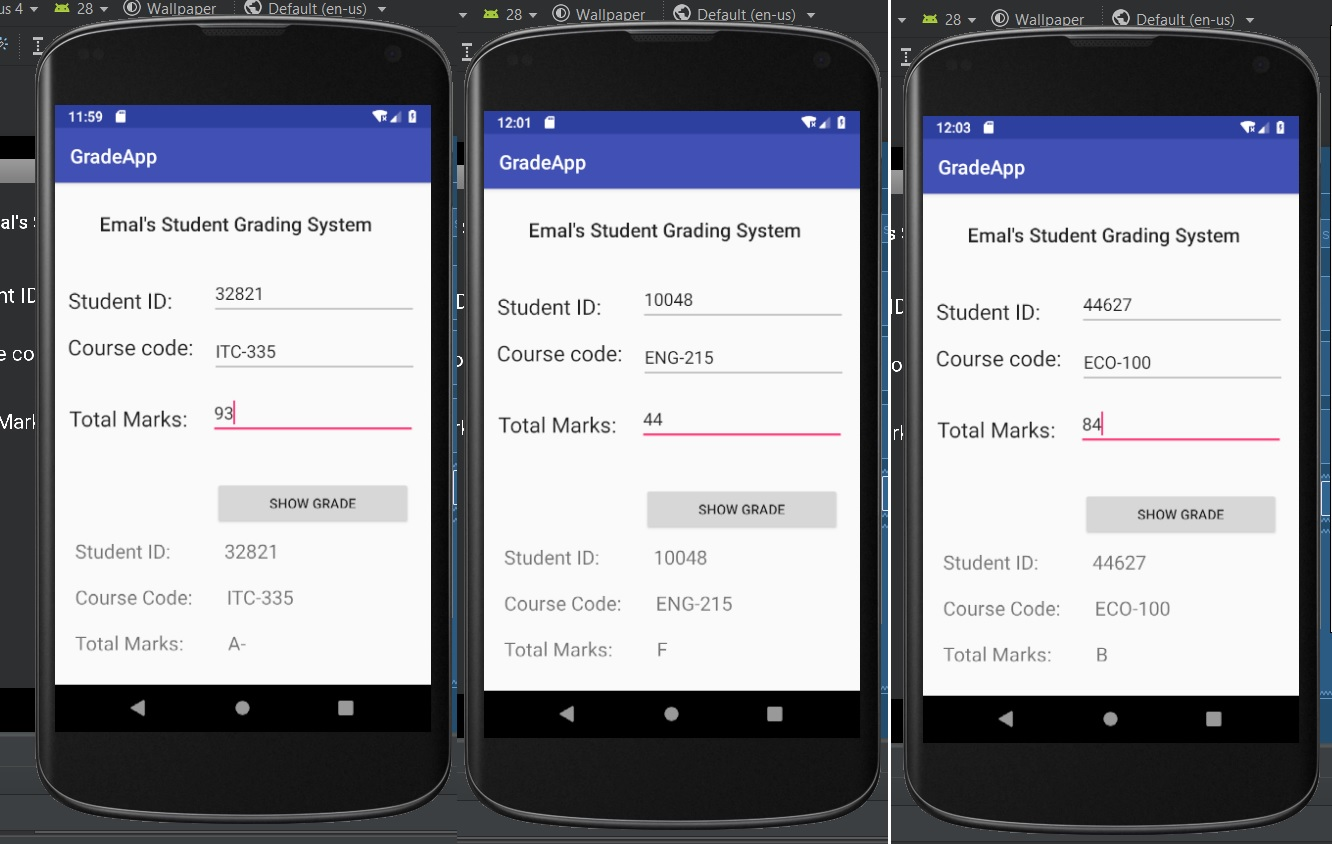 us 4 28 Wallpaper Default (en-us)
11:59
GradeApp
Emal's Student Grading System
Student ID: 32821
Course code: ITC-335
Total Marks: 93
SHOW GRADE
Student ID: 32821
Course Code: ITC-335
Total Marks: A-
28 Wallpaper Default (en-us)
12:01
GradeApp
Emal's Student Grading System
Student ID: 10048
Course code: ENG-215
Total Marks: 44
SHOW GRADE
Student ID: 10048
Course Code: ENG-215
Total Marks: F
28 Wallpaper Default (en-us)
12:03
GradeApp
Emal's Student Grading System
Student ID: 44627
Course code: ECO-100
Total Marks: 84
SHOW GRADE
Student ID: 44627
Course Code: ECO-100
Total Marks: B